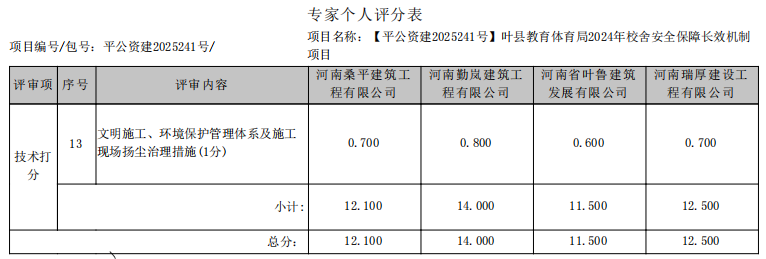 专家个人评分表
项目编号/包号: 平公资建2025241号/
项目名称: 【平公资建2025241号】叶县教育体育局2024年校舍安全保障长效机制
项目
评审项 序号 评审内容 河南桑平建筑工程有限公司 河南勤岚建筑工程有限公司 河南省叶鲁建筑发展有限公司 河南瑞厚建设工程有限公司
技术打分 13 文明施工、环境保护管理体系及施工现场扬尘治理措施(1分) 0.700 0.800 0.600 0.700
小计: 12.100 14.000 11.500 12.500
总分: 12.100 14.000 11.500 12.500